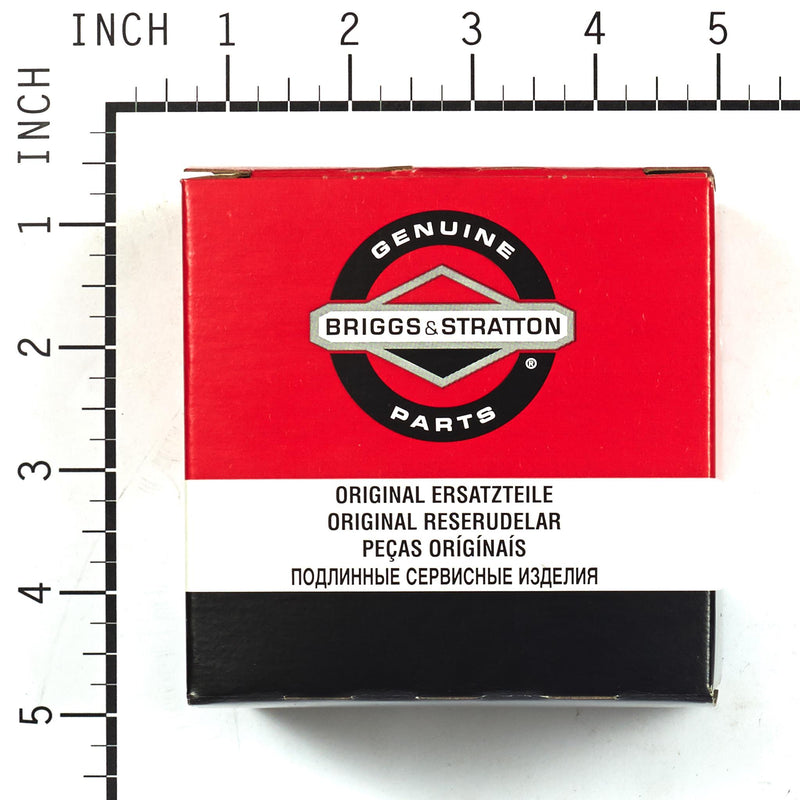 INCH 1 2 3 4 5
INCH
1
2
3
4
5
GENUINE
BRIGGS & STRATTON
®
PARTS
ORIGINAL ERSATZTEILE
ORIGINAL RESERUDELAR
PEÇAS ORÍGÍNAÍS
ПОДЛИННЫЕ СЕРВИСНЫЕ ИЗДЕЛИЯ